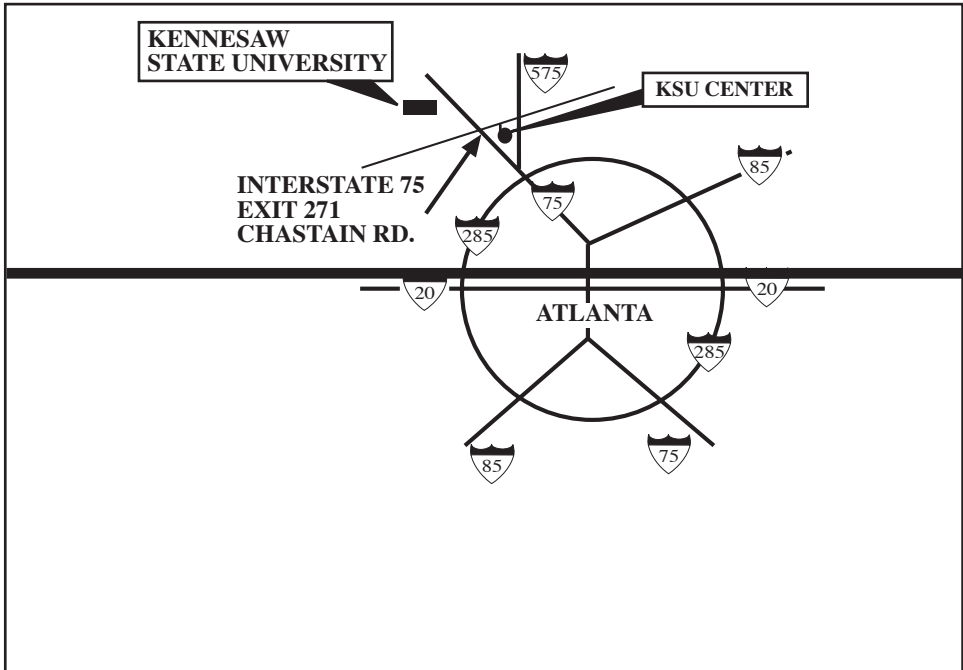 KENNESAW
STATE UNIVERSITY
575
KSU CENTER
85
INTERSTATE 75
EXIT 271
CHASTAIN RD.
75
285
20
20
ATLANTA
285
85
75